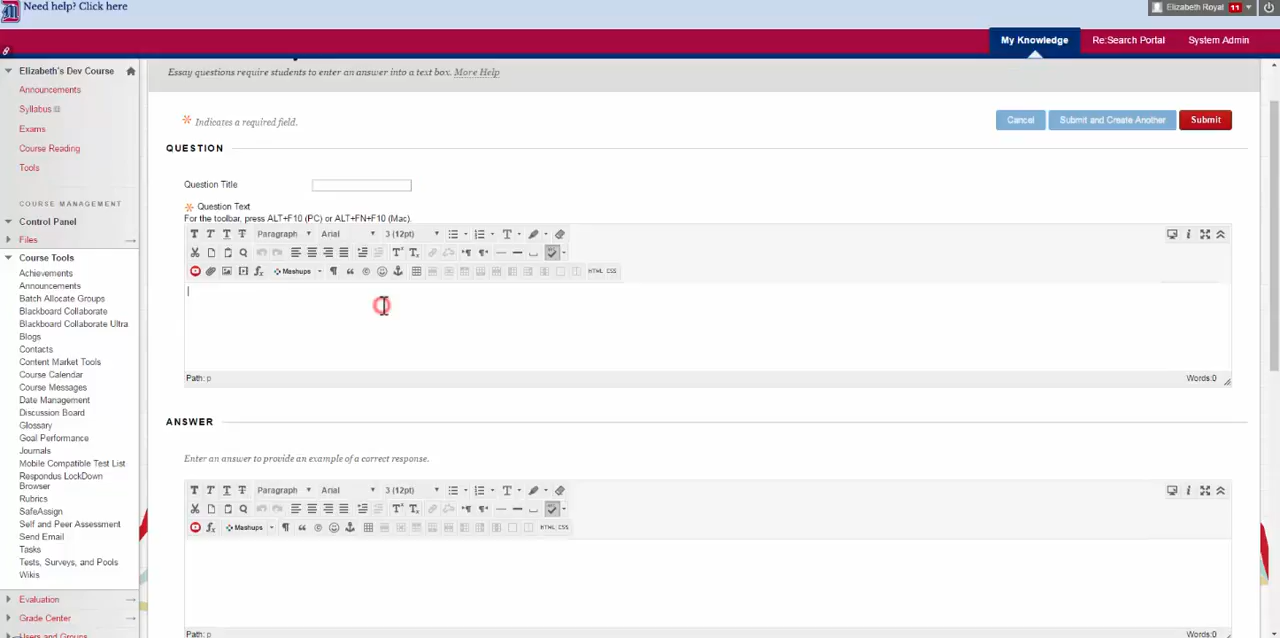 Need help? Click here
Elizabeth Royal 11
My Knowledge
Re:Search Portal
System Admin
Elizabeth's Dev Course
Announcements
Syllabus
Exams
Course Reading
Tools
COURSE MANAGEMENT
Control Panel
Files
Course Tools
Achievements
Announcements
Batch Allocate Groups
Blackboard Collaborate
Blackboard Collaborate Ultra
Blogs
Contacts
Content Market Tools
Course Calendar
Course Messages
Date Management
Discussion Board
Glossary
Goal Performance
Journals
Mobile Compatible Test List
Respondus LockDown
Browser
Rubrics
SafeAssign
Self and Peer Assessment
Send Email
Tasks
Tests, Surveys, and Pools
Wikis
Evaluation
Grade Center
Users and Groups
Essay questions require students to enter an answer into a text box. More Help
* Indicates a required field.
Cancel
Submit and Create Another
Submit
QUESTION
Question Title
* Question Text
For the toolbar, press ALT+F10 (PC) or ALT+FN+F10 (Mac).
T T T T Paragraph Arial 3 (12pt)
Mashups HTML CSS
Path: p
Words:0
ANSWER
Enter an answer to provide an example of a correct response.
T T T T Paragraph Arial 3 (12pt)
Mashups HTML CSS
Path: p
Words:0